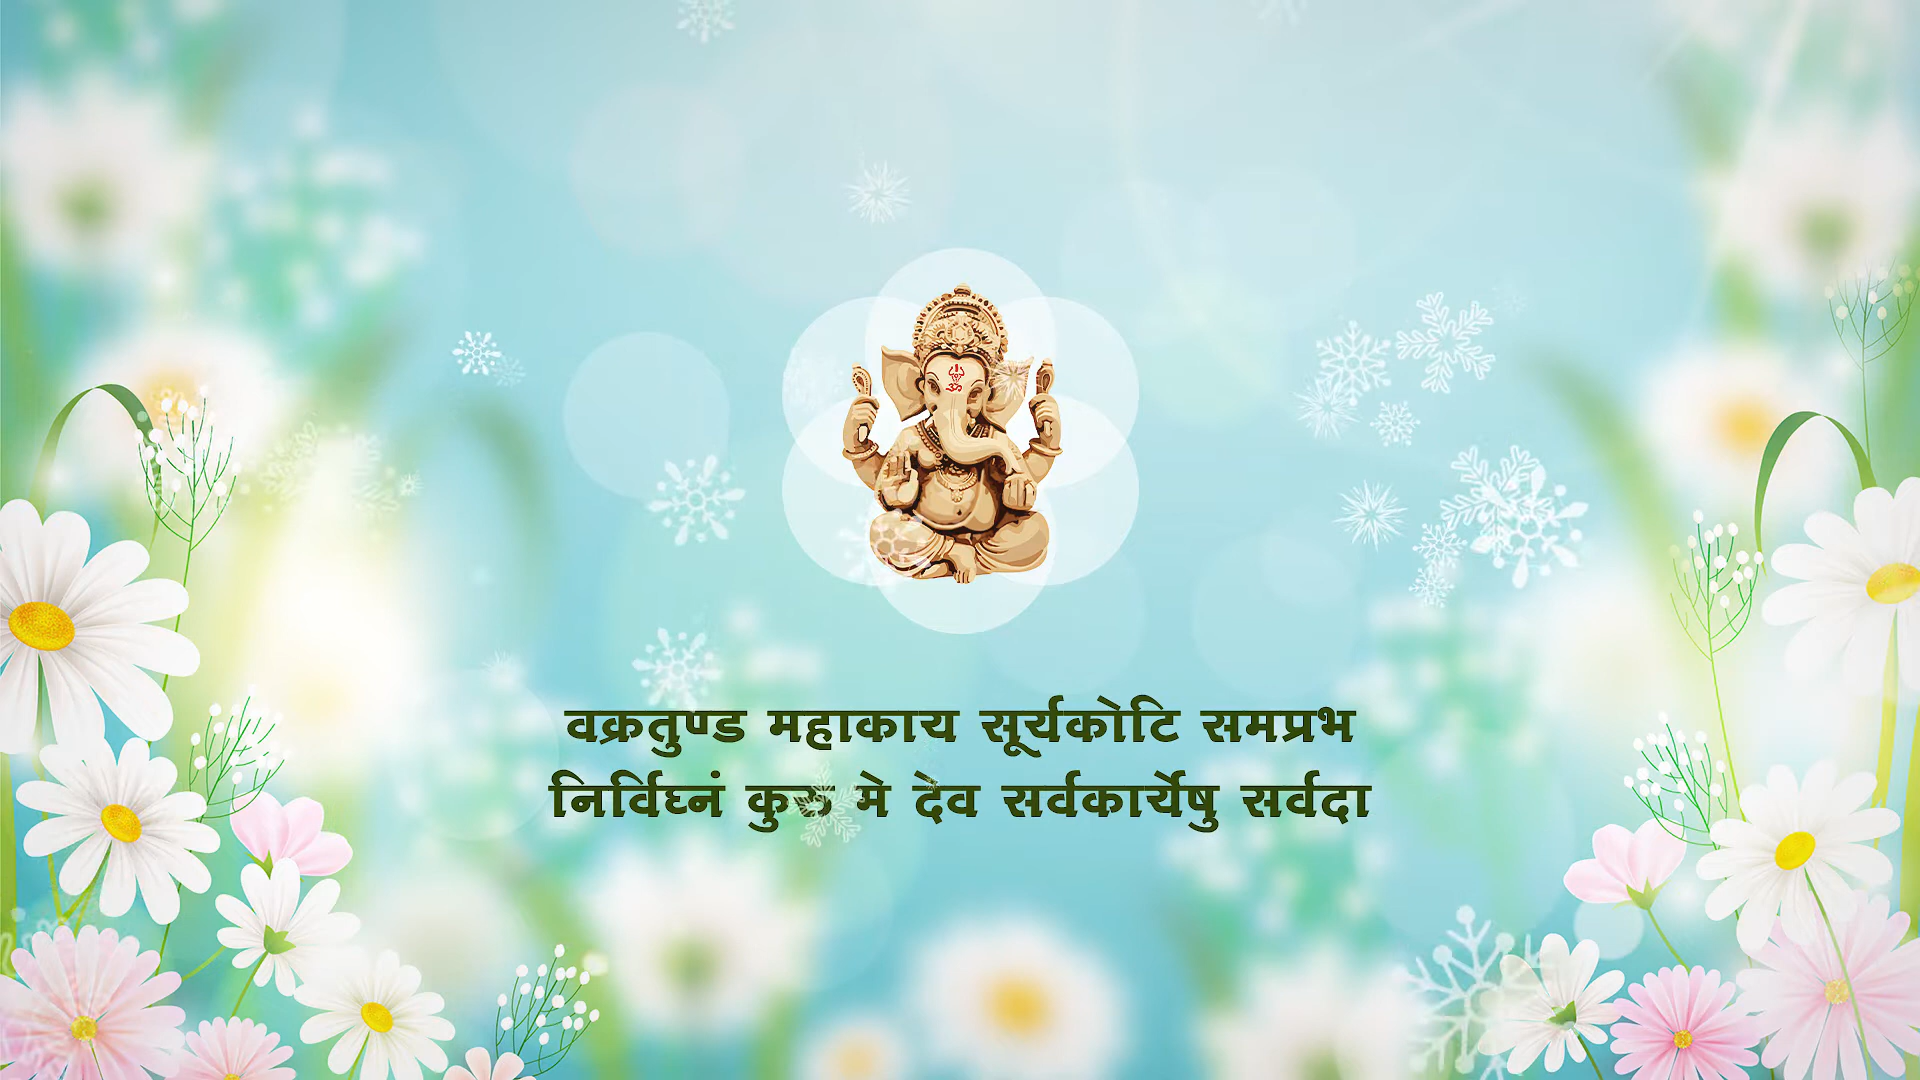 वक्रतुण्ड महाकाय सूर्यकोटि समप्रभ
निर्विघ्नं कुरु मे देव सर्वकार्येषु सर्वदा